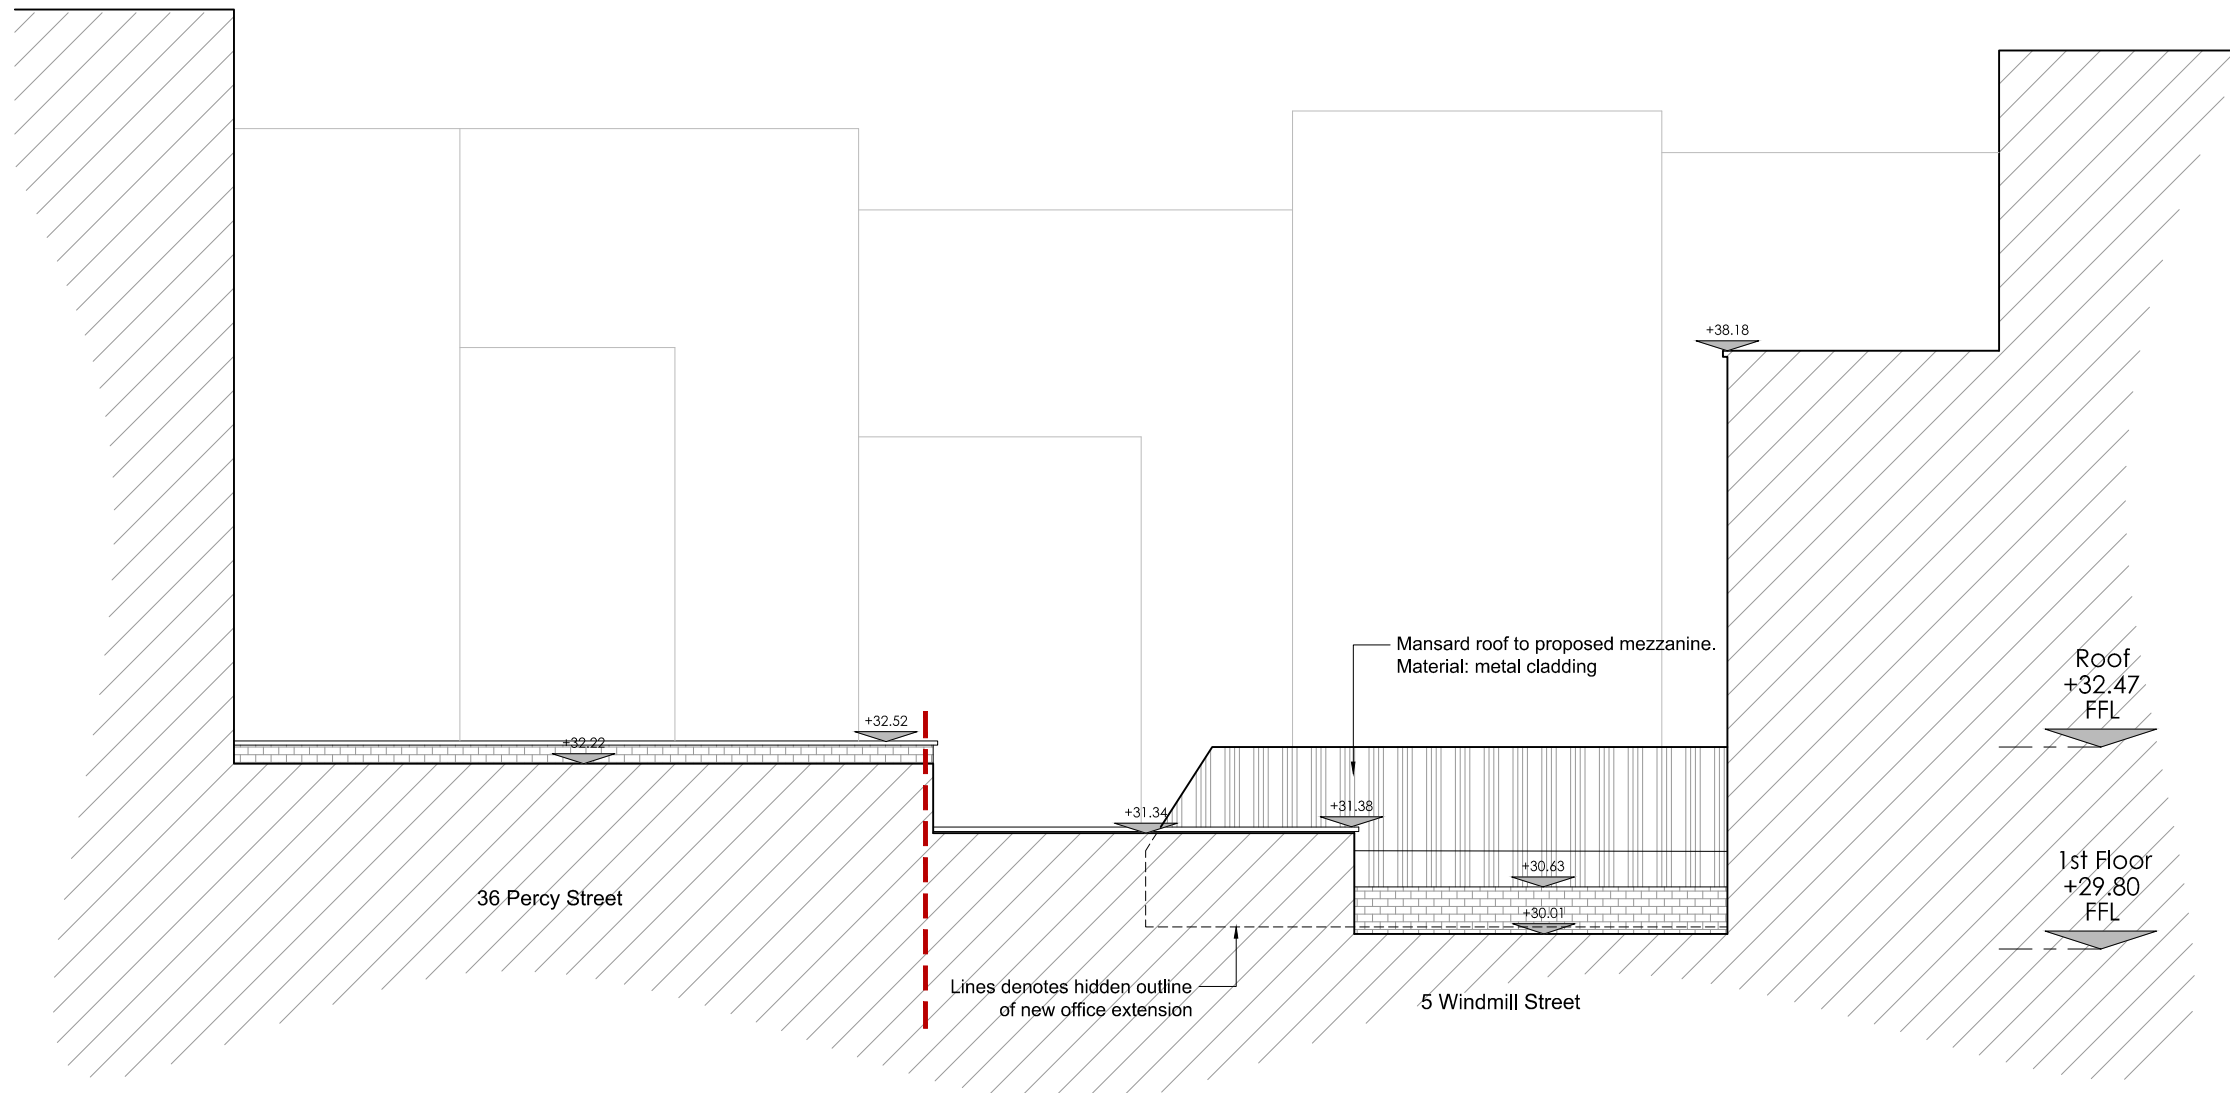 +38.18
Mansard roof to proposed mezzanine.
Material: metal cladding
Roof
+32.47
FFL
+32.52
+32.22
+31.34
+31.38
1st Floor
+29.80
FFL
+30.63
36 Percy Street
+30.01
Lines denotes hidden outline
of new office extension
5 Windmill Street